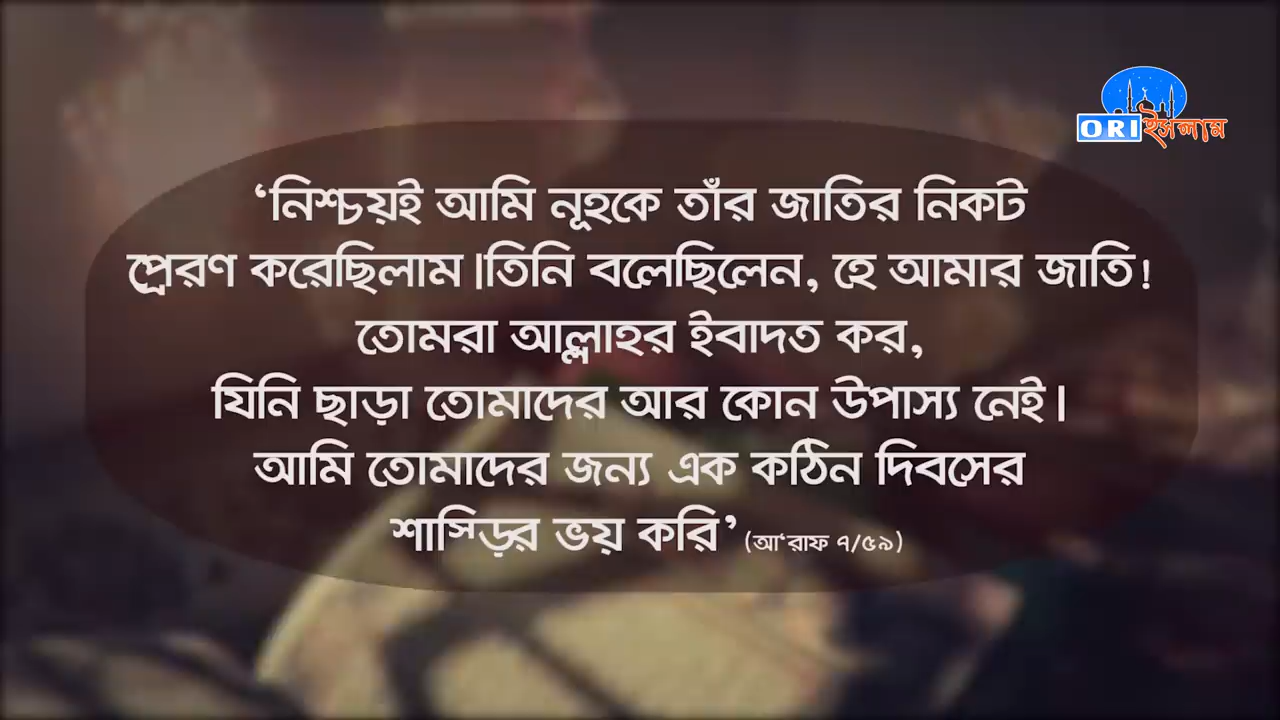 ORI ইসলাম
‘নিশ্চয়ই আমি নূহকে তাঁর জাতির নিকট
প্রেরণ করেছিলাম।তিনি বলেছিলেন, হে আমার জাতি!
তোমরা আল্লাহর ইবাদত কর,
যিনি ছাড়া তোমাদের আর কোন উপাস্য নেই।
আমি তোমাদের জন্য এক কঠিন দিবসের
শাস্ড়ির ভয় করি’ (আ‘রাফ ৭/৫৯)